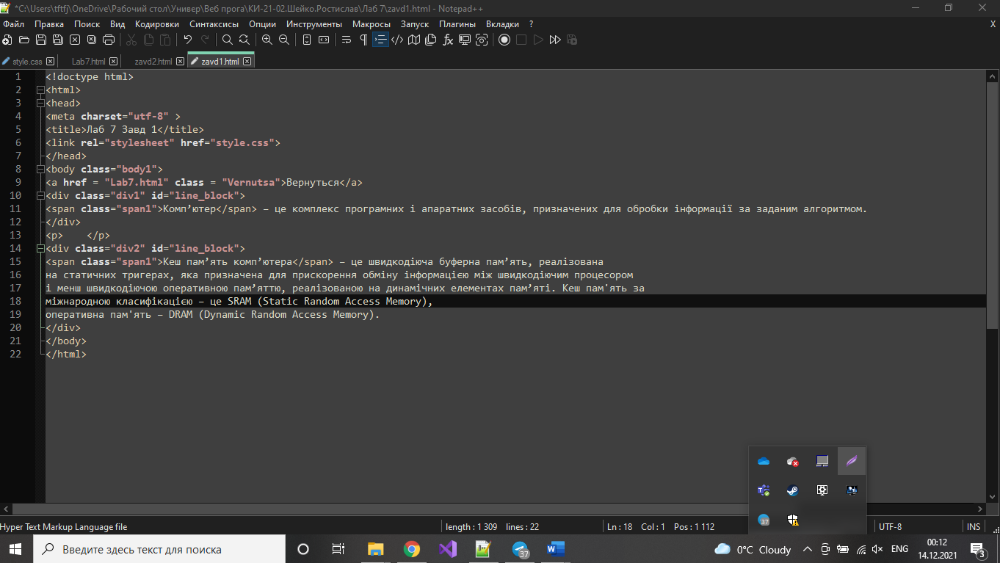 *C:\Users\tftfj\OneDrive\Рабочий стол\Универ\Веб прога\КИ-21-02.Шейко.Ростислав\Лаб 7\zavd1.html - Notepad++
Файл Правка Поиск Вид Кодировки Синтаксисы Опции Инструменты Макросы Запуск Плагины Вкладки ? X
style.css Lab7.html zavd2.html zavd1.html
1 <!doctype html>
2 <html>
3 <head>
4 <meta charset="utf-8" >
5 <title>Лаб 7 Завд 1</title>
6 <link rel="stylesheet" href="style.css">
7 </head>
8 <body class="body1">
9 <a href = "Lab7.html" class = "Vernutsa">Вернуться</a>
10 <div class="div1" id="line_block">
11 <span class="span1">Комп’ютер</span> – це комплекс програмних і апаратних засобів, призначених для обробки інформації за заданим алгоритмом.
12 </div>
13 <p>    </p>
14 <div class="div2" id="line_block">
15 <span class="span1">Кеш пам’ять комп’ютера</span> – це швидкодіюча буферна пам’ять, реалізована
16 на статичних тригерах, яка призначена для прискорення обміну інформацією між швидкодіючим процесором
17 і менш швидкодіючою оперативною пам’яттю, реалізованою на динамічних елементах пам’яті. Кеш пам'ять за
18 міжнародною класифікацією – це SRAM (Static Random Access Memory),
19 оперативна пам'ять – DRAM (Dynamic Random Access Memory).
20 </div>
21 </body>
22 </html>
37
Hyper Text Markup Language file length : 1 309 lines : 22 Ln : 18 Col : 1 Pos : 1 112 UTF-8 INS
Введите здесь текст для поиска 37 0°C Cloudy ENG 00:12
14.12.2021 3